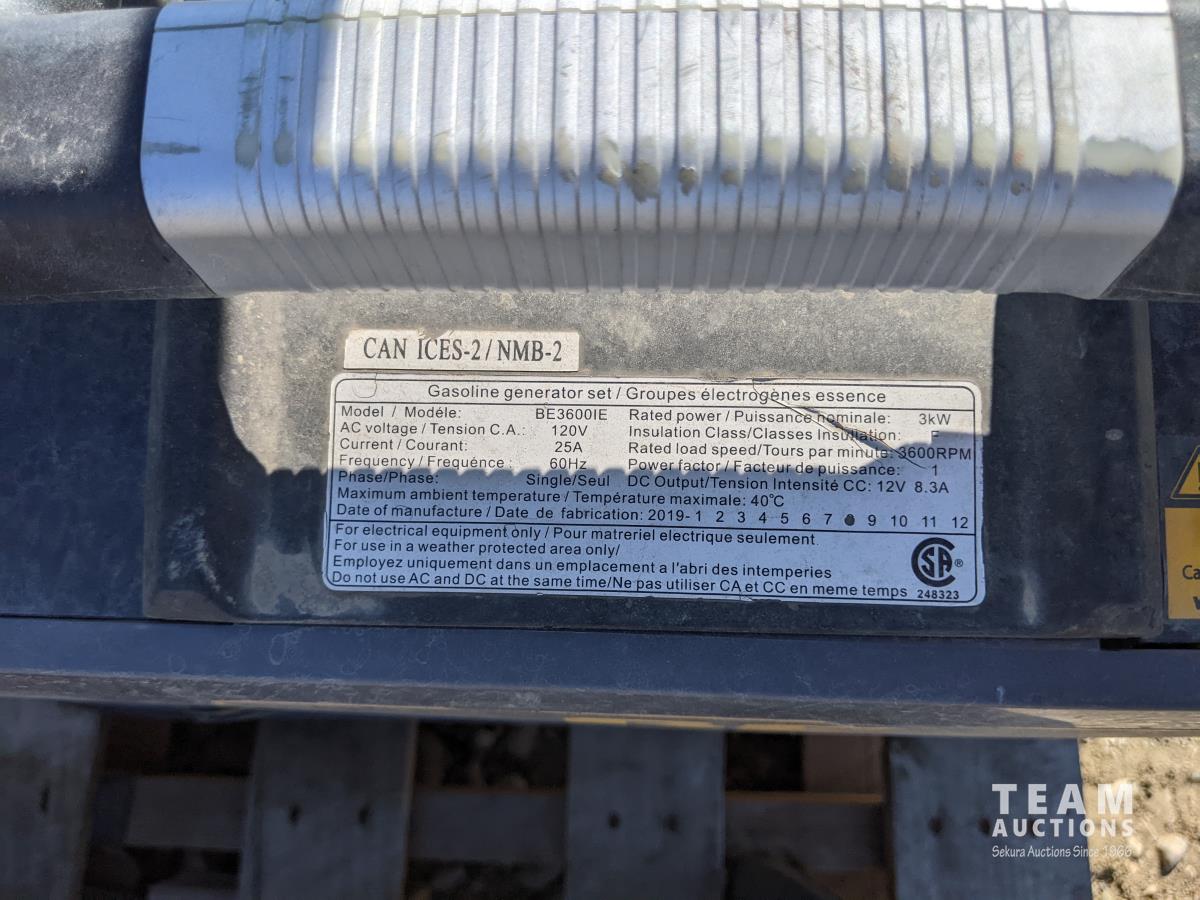 CAN ICES-2 / NMB-2
Gasoline generator set / Groupes électrogènes essence
Model / Modéle: BE3600IE Rated power / Puissance nominale: 3kW
AC voltage / Tension C.A.: 120V Insulation Class/Classes Insullation: F
Current / Courant: 25A Rated load speed/Tours par minute: 3600RPM
Frequency / Frequénce : 60Hz Power factor / Facteur de puissance: 1
Phase/Phase: Single/Seul DC Output/Tension Intensité CC: 12V 8.3A
Maximum ambient temperature / Température maximale: 40℃
Date of manufacture / Date de fabrication: 2019- 1 2 3 4 5 6 7 9 10 11 12
For electrical equipment only / Pour matreriel electrique seulement.
For use in a weather protected area only/
Employez uniquement dans un emplacement a l'abri des intemperies
Do not use AC and DC at the same time/Ne pas utiliser CA et CC en meme temps
CSA ®
248323
Ca
TEAM
AUCTIONS
Sekura Auctions Since 1966